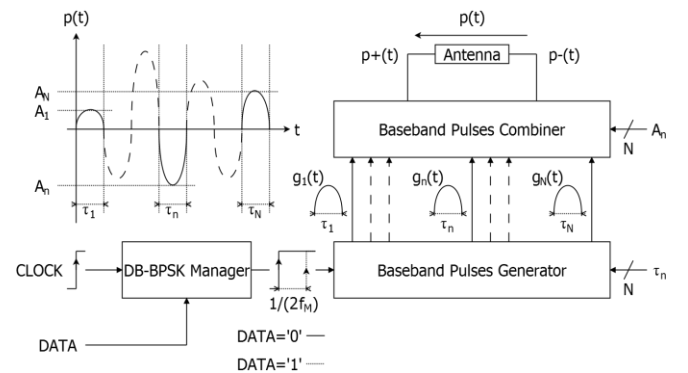 p(t)
A_N
A_1
A_n
t
τ_1
τ_n
τ_N
p(t)
p+(t)
Antenna
p-(t)
Baseband Pulses Combiner
N
A_n
g_1(t)
g_n(t)
g_N(t)
τ_1
τ_n
τ_N
CLOCK
DB-BPSK Manager
1/(2f_M)
Baseband Pulses Generator
N
τ_n
DATA
DATA='0'
DATA='1'